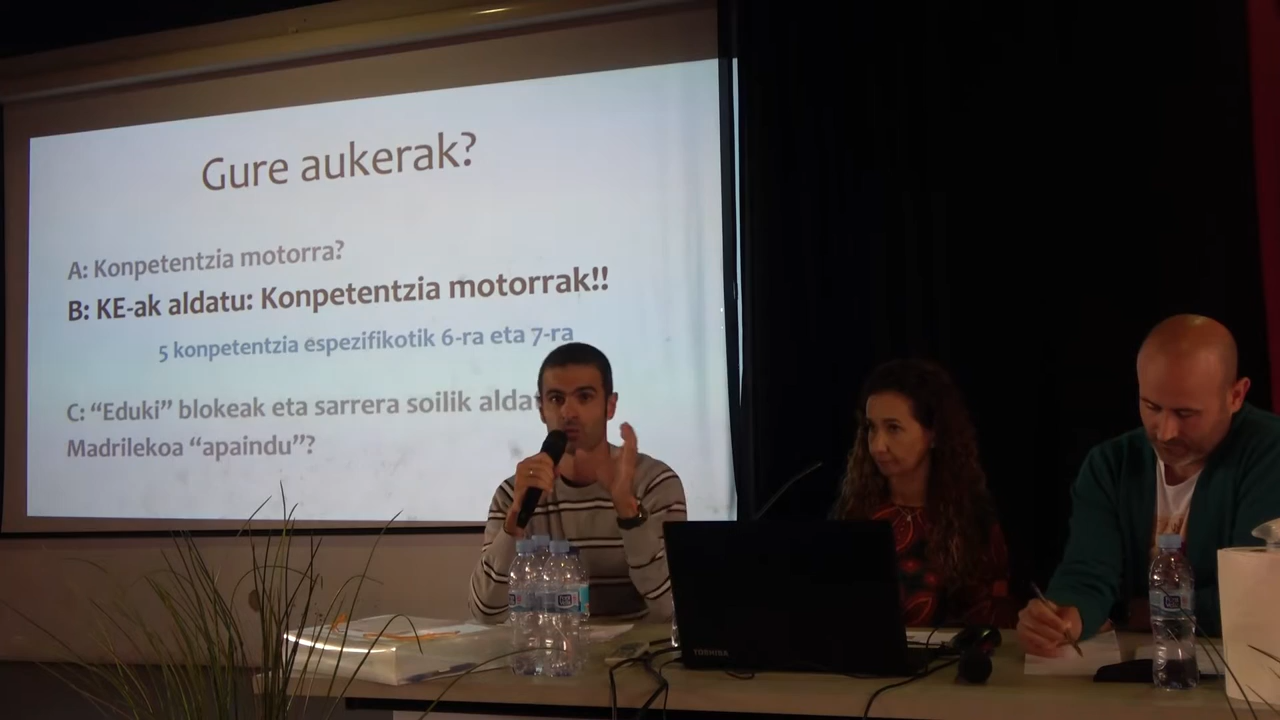 Gure aukerak?
A: Konpetentzia motorra?
B: KE-ak aldatu: Konpetentzia motorrak!!
5 konpetentzia espezifikotik 6-ra eta 7-ra
C: “Eduki” blokeak eta sarrera soilik
Madrilekoa “apaindu”?
TOSHIBA